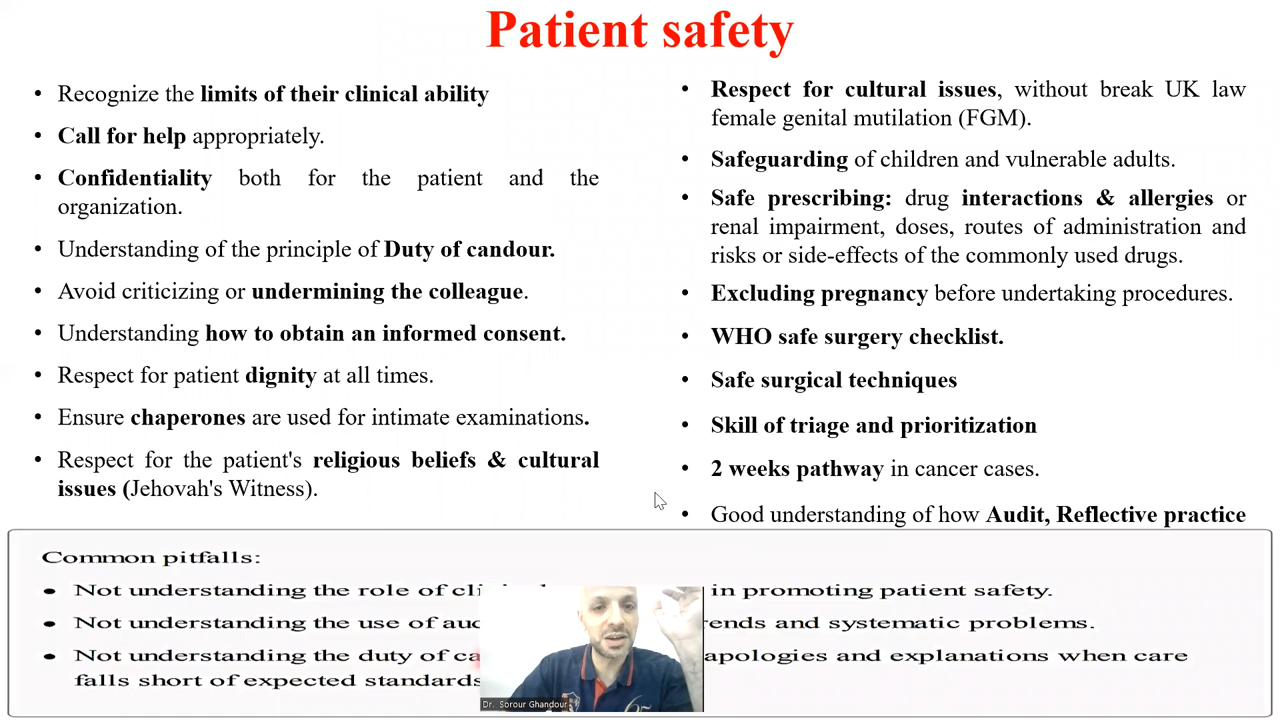 Patient safety
• Recognize the limits of their clinical ability
• Call for help appropriately.
• Confidentiality both for the patient and the
organization.
• Understanding of the principle of Duty of candour.
• Avoid criticizing or undermining the colleague.
• Understanding how to obtain an informed consent.
• Respect for patient dignity at all times.
• Ensure chaperones are used for intimate examinations.
• Respect for the patient's religious beliefs & cultural
issues (Jehovah's Witness).
• Respect for cultural issues, without break UK law
female genital mutilation (FGM).
• Safeguarding of children and vulnerable adults.
• Safe prescribing: drug interactions & allergies or
renal impairment, doses, routes of administration and
risks or side-effects of the commonly used drugs.
• Excluding pregnancy before undertaking procedures.
• WHO safe surgery checklist.
• Safe surgical techniques
• Skill of triage and prioritization
• 2 weeks pathway in cancer cases.
• Good understanding of how Audit, Reflective practice
Common pitfalls:
• Not understanding the role of in promoting patient safety.
• Not understanding the use of and systematic problems.
• Not understanding the duty of apologies and explanations when care
falls short of expected standards
Dr. Sorour Ghandour